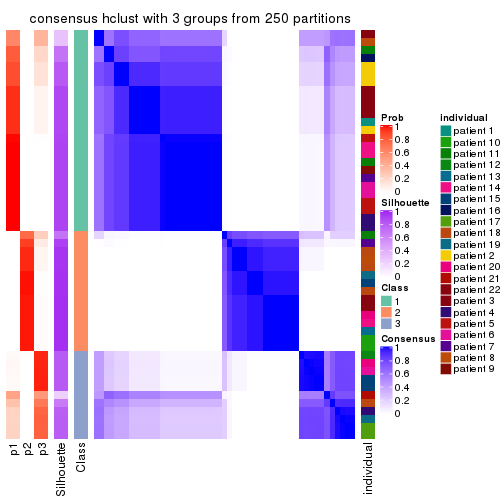 consensus hclust with 3 groups from 250 partitions
Prob
1
0.8
0.6
0.4
0.2
0
Silhouette
1
0.8
0.6
0.4
0.2
0
Class
1
2
3
Consensus
1
0.8
0.6
0.4
0.2
0
individual
patient 1
patient 10
patient 11
patient 12
patient 13
patient 14
patient 15
patient 16
patient 17
patient 18
patient 19
patient 2
patient 20
patient 21
patient 22
patient 3
patient 4
patient 5
patient 6
patient 7
patient 8
patient 9
p1
p2
p3
Silhouette
Class
individual